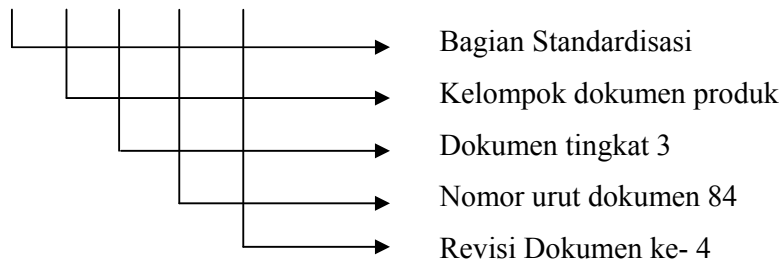 Bagian Standardisasi
Kelompok dokumen produk
Dokumen tingkat 3
Nomor urut dokumen 84
Revisi Dokumen ke- 4